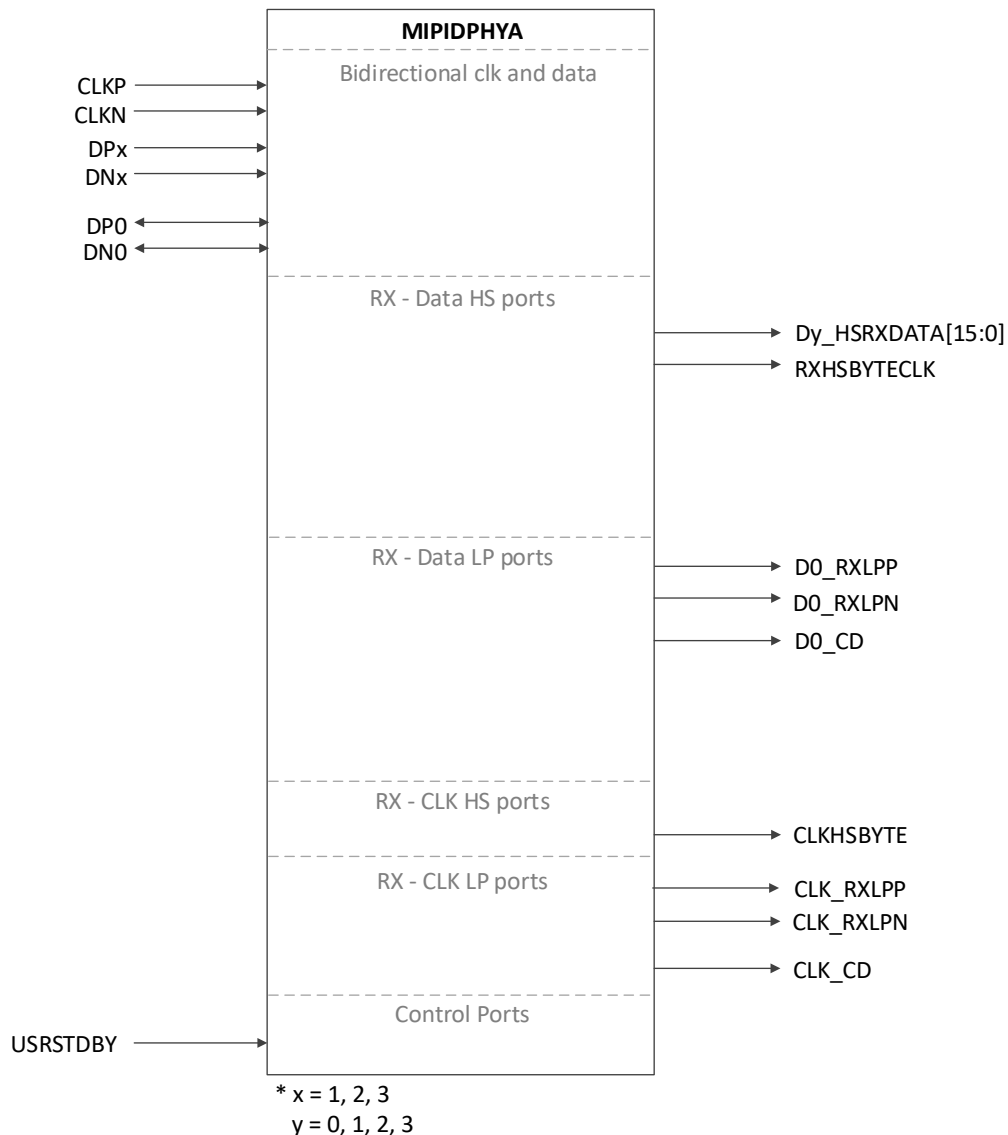 MIPIDPHYA
Bidirectional clk and data
CLKP
CLKN
DPx
DNx
DP0
DN0
RX - Data HS ports
Dy_HSRXDATA[15:0]
RXHSBYTECLK
RX - Data LP ports
D0_RXLPP
D0_RXLPN
D0_CD
RX - CLK HS ports
CLKHSBYTE
RX - CLK LP ports
CLK_RXLPP
CLK_RXLPN
CLK_CD
Control Ports
USRSTDBY
* x = 1, 2, 3
y = 0, 1, 2, 3